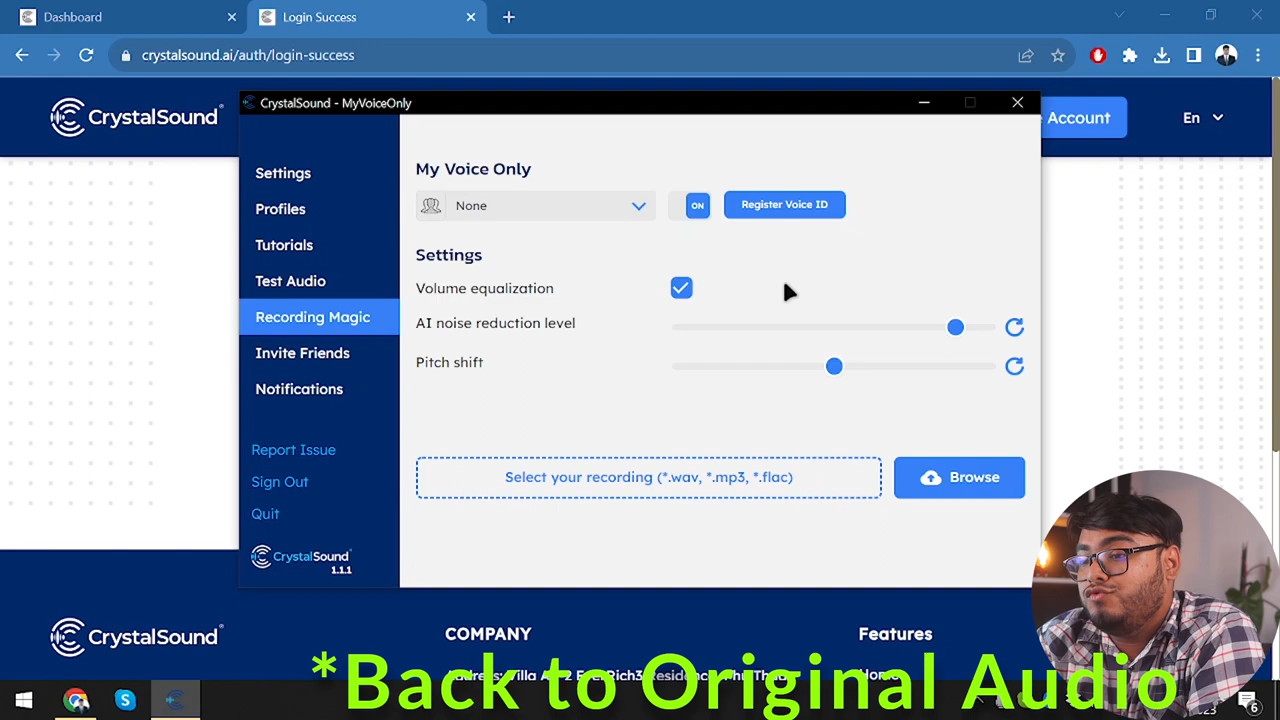 Dashboard
Login Success
crystalsound.ai/auth/login-success
CrystalSound
Account
En
CrystalSound - MyVoiceOnly
Settings
Profiles
Tutorials
Test Audio
Recording Magic
Invite Friends
Notifications
Report Issue
Sign Out
Quit
CrystalSound
1.1.1
My Voice Only
None
ON
Register Voice ID
Settings
Volume equalization
AI noise reduction level
Pitch shift
Select your recording (*.wav, *.mp3, *.flac)
Browse
CrystalSound
COMPANY
Features
*Back to Original Audio
6